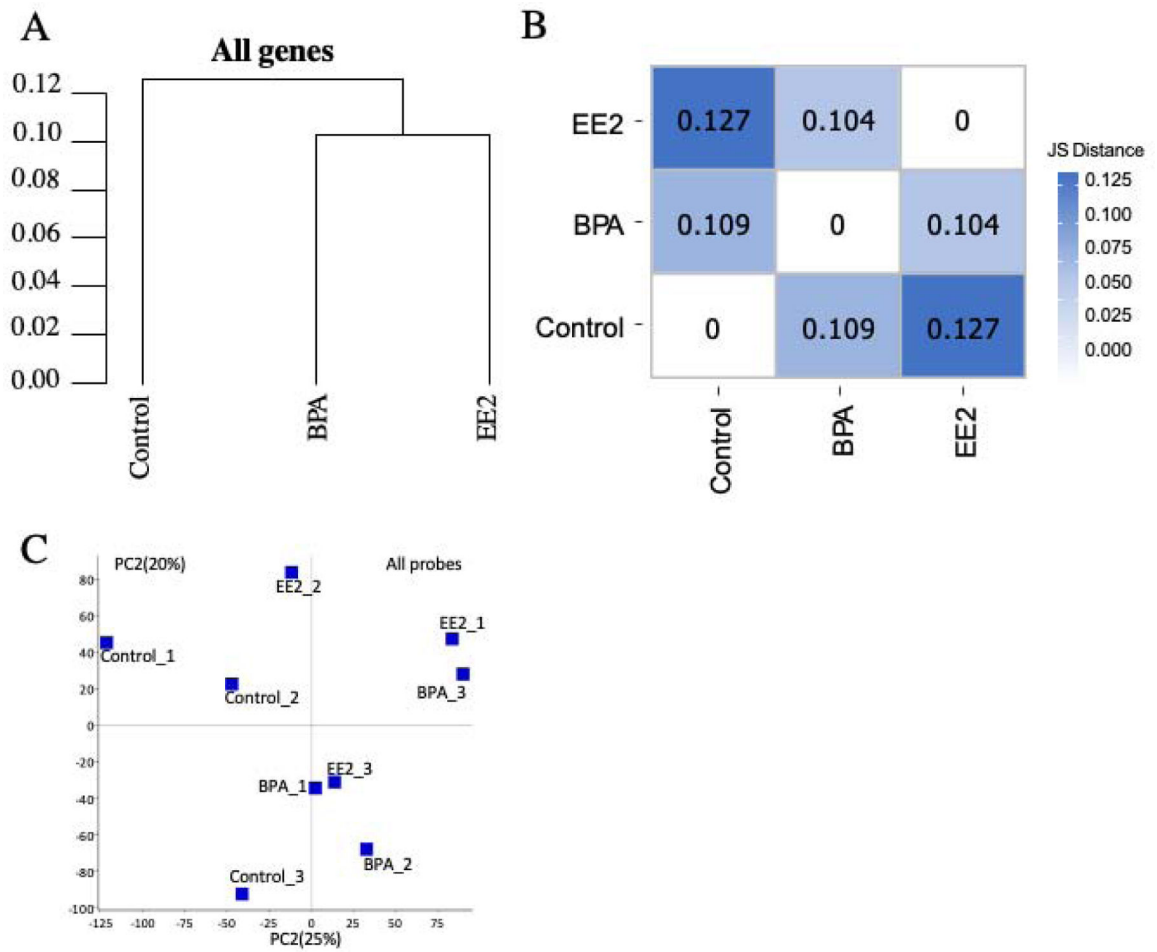 A
All genes
0.12
0.10
0.08
0.06
0.04
0.02
0.00
Control
BPA
EE2
B
EE2
BPA
Control
0.127 0.104 0
0.109 0 0.104
0 0.109 0.127
Control
BPA
EE2
JS Distance
0.125
0.100
0.075
0.050
0.025
0.000
C
PC2(20%)
All probes
80
60
40
20
0
-20
-40
-60
-80
-100
EE2_2
EE2_1
Control_1
BPA_3
Control_2
EE2_3
BPA_1
BPA_2
Control_3
-125 -100 -75 -50 -25 0 25 50 75
PC2(25%)